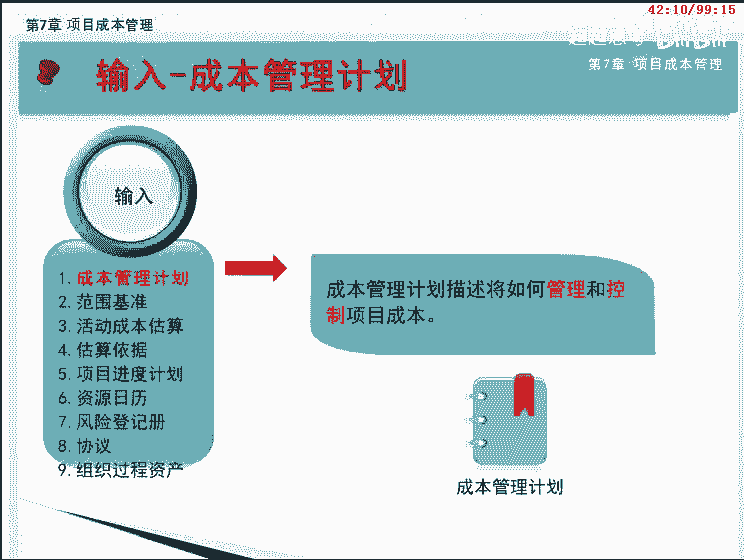 42:10/99:15
第7章 项目成本管理
第7章 项目成本管理
输入-成本管理计划
输入
1. 成本管理计划
2. 范围基准
3. 活动成本估算
4. 估算依据
5. 项目进度计划
6. 资源日历
7. 风险登记册
8. 协议
9. 组织过程资产
成本管理计划描述将如何管理和控
制项目成本。
成本管理计划